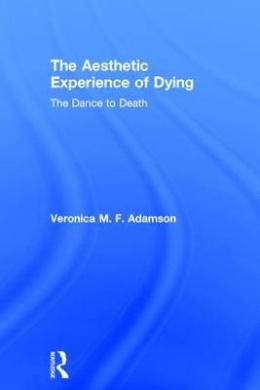 The Aesthetic
Experience of Dying
The Dance to Death
Veronica M. F. Adamson
ROUTLEDGE